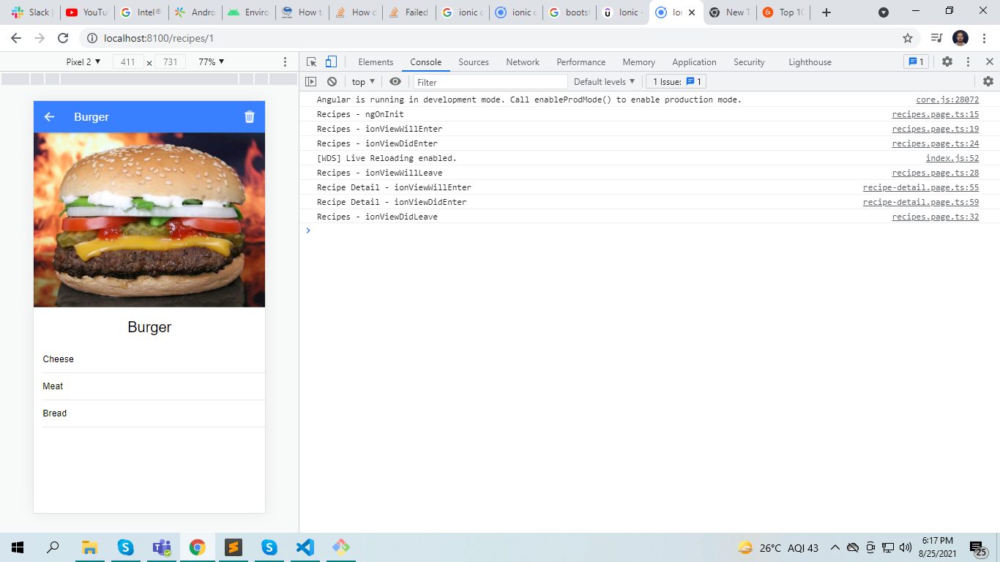 Slack
YouTu
Intel®
Andro
Enviro
How t
How c
Failed
ionic c
ionic c
boots
Ionic -
Ion
New T
Top 10
localhost:8100/recipes/1
Pixel 2 411 × 731 77%
Elements Console Sources Network Performance Memory Application Security Lighthouse 1
top Filter Default levels 1 Issue: 1
Burger
Burger
Cheese
Meat
Bread
Angular is running in development mode. Call enableProdMode() to enable production mode. core.js:28072
Recipes - ngOnInit recipes.page.ts:15
Recipes - ionViewWillEnter recipes.page.ts:19
Recipes - ionViewDidEnter recipes.page.ts:24
[WDS] Live Reloading enabled. index.js:52
Recipes - ionViewWillLeave recipes.page.ts:28
Recipe Detail - ionViewWillEnter recipe-detail.page.ts:55
Recipe Detail - ionViewDidEnter recipe-detail.page.ts:59
Recipes - ionViewDidLeave recipes.page.ts:32
26°C AQI 43
6:17 PM
8/25/2021
25